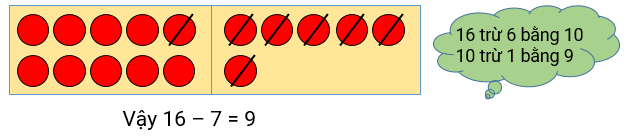 16 trừ 6 bằng 10
10 trừ 1 bằng 9
Vậy 16 – 7 = 9